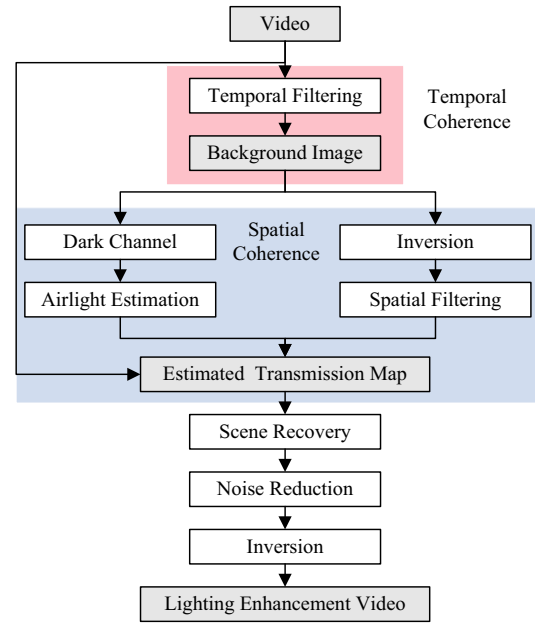 Video
Temporal Filtering
Temporal
Coherence
Background Image
Dark Channel
Spatial
Coherence
Inversion
Airlight Estimation
Spatial Filtering
Estimated Transmission Map
Scene Recovery
Noise Reduction
Inversion
Lighting Enhancement Video